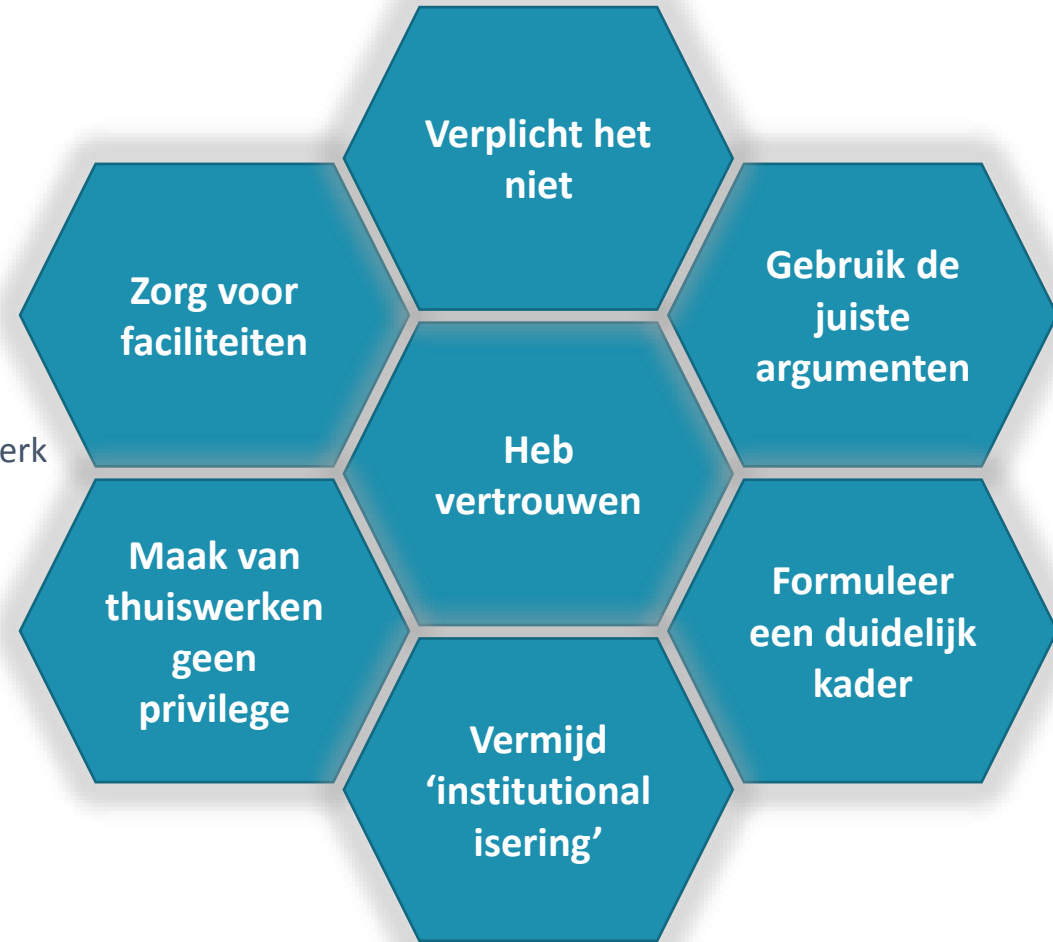 Verplicht het
niet
Zorg voor
faciliteiten
Gebruik de
juiste
argumenten
erk
Heb
vertrouwen
Maak van
thuiswerken
geen
privilege
Formuleer
een duidelijk
kader
Vermijd
‘institutional
isering’